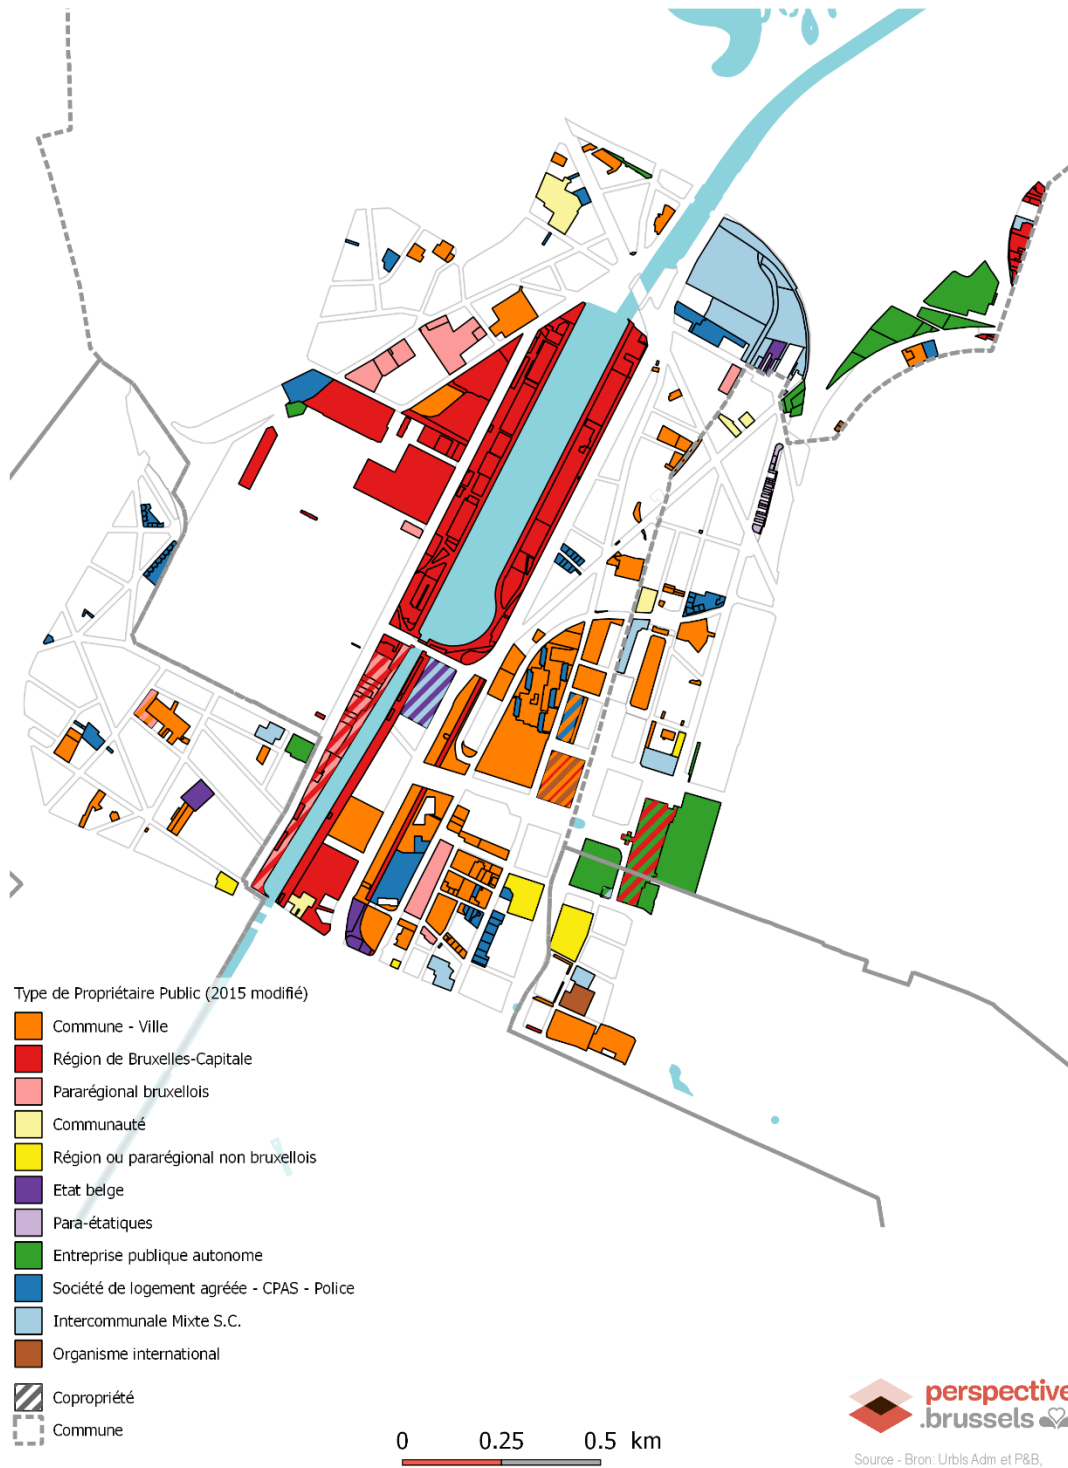 Type de Propriétaire Public (2015 modifié)
Commune - Ville
Région de Bruxelles-Capitale
Pararégional bruxellois
Communauté
Région ou pararégional non bruxellois
Etat belge
Para-étatiques
Entreprise publique autonome
Société de logement agréée - CPAS - Police
Intercommunale Mixte S.C.
Organisme international
Copropriété
Commune
0 0.25 0.5 km
perspective
.brussels
Source - Bron: UrbIs Adm et P&B,